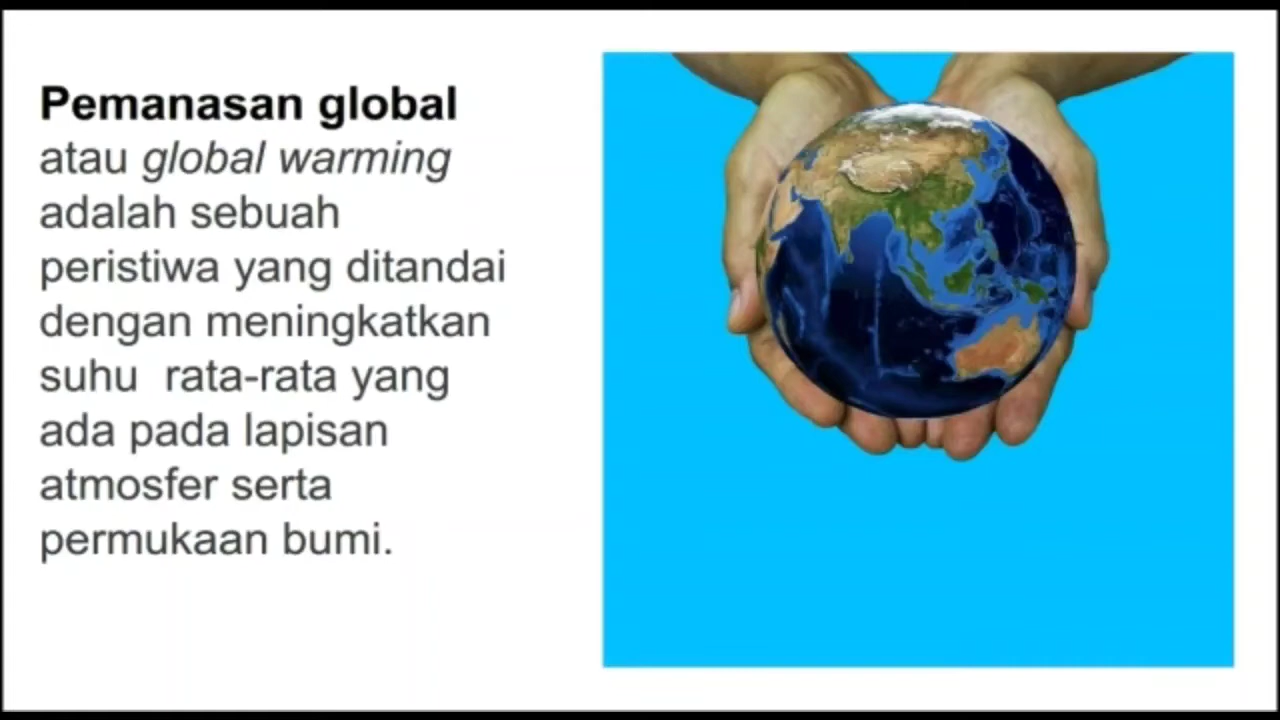 Pemanasan global
atau global warming
adalah sebuah
peristiwa yang ditandai
dengan meningkatkan
suhu  rata-rata yang
ada pada lapisan
atmosfer serta
permukaan bumi.